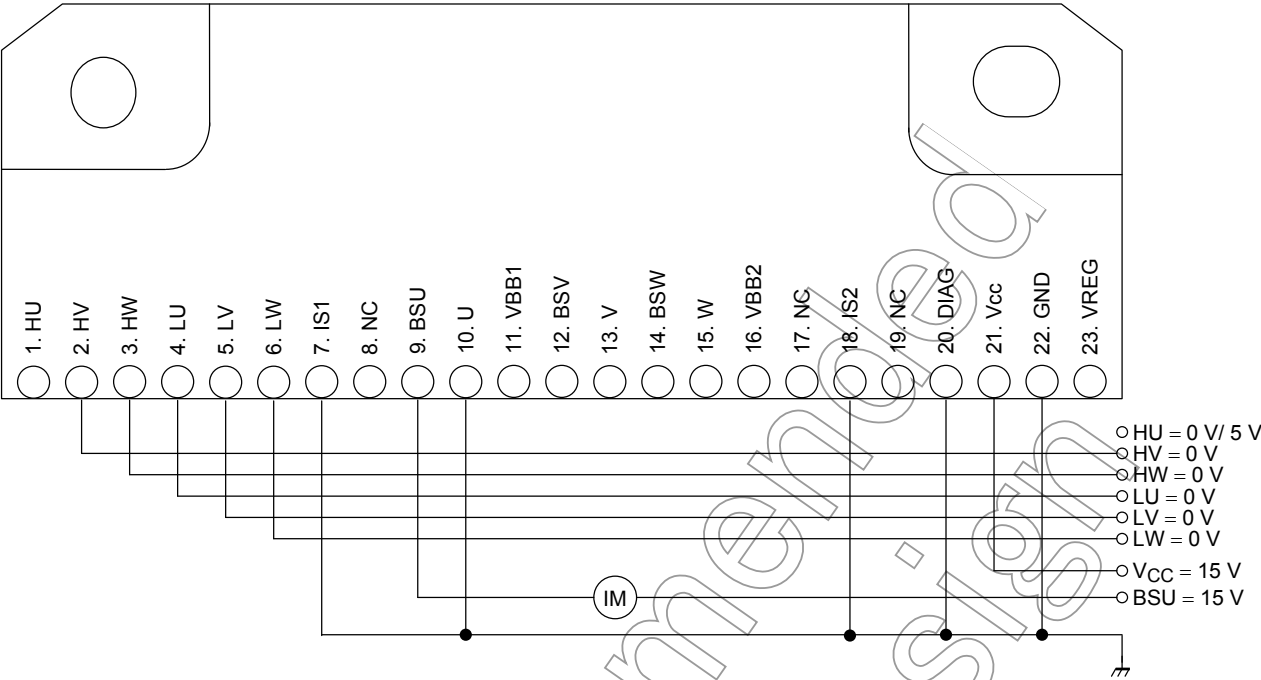 1. HU
2. HV
3. HW
4. LU
5. LV
6. LW
7. IS1
8. NC
9. BSU
10. U
11. VBB1
12. BSV
13. V
14. BSW
15. W
16. VBB2
17. NC
18. IS2
19. NC
20. DIAG
21. Vcc
22. GND
23. VREG
HU = 0 V/ 5 V
HV = 0 V
HW = 0 V
LU = 0 V
LV = 0 V
LW = 0 V
VCC = 15 V
IM
BSU = 15 V
mended
sign